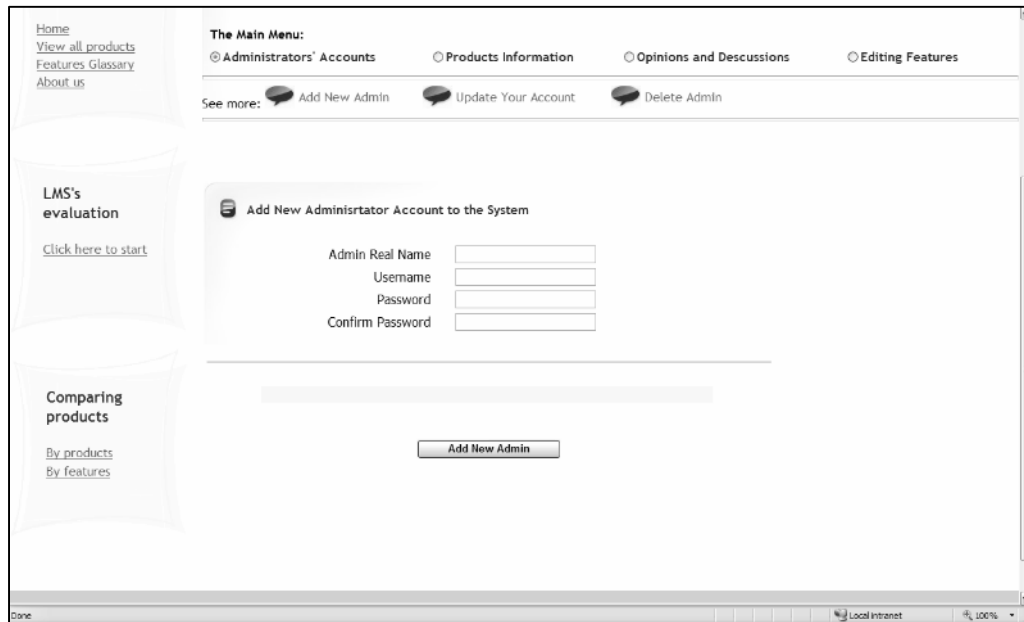 Home
View all products
Features Glassary
About us
The Main Menu:
Administrators' Accounts Products Information Opinions and Descussions Editing Features
See more: Add New Admin Update Your Account Delete Admin
LMS's
evaluation
Click here to start
Add New Adminisrtator Account to the System
Admin Real Name
Username
Password
Confirm Password
Comparing
products
By products
By features
Add New Admin
Done Local intranet 100%